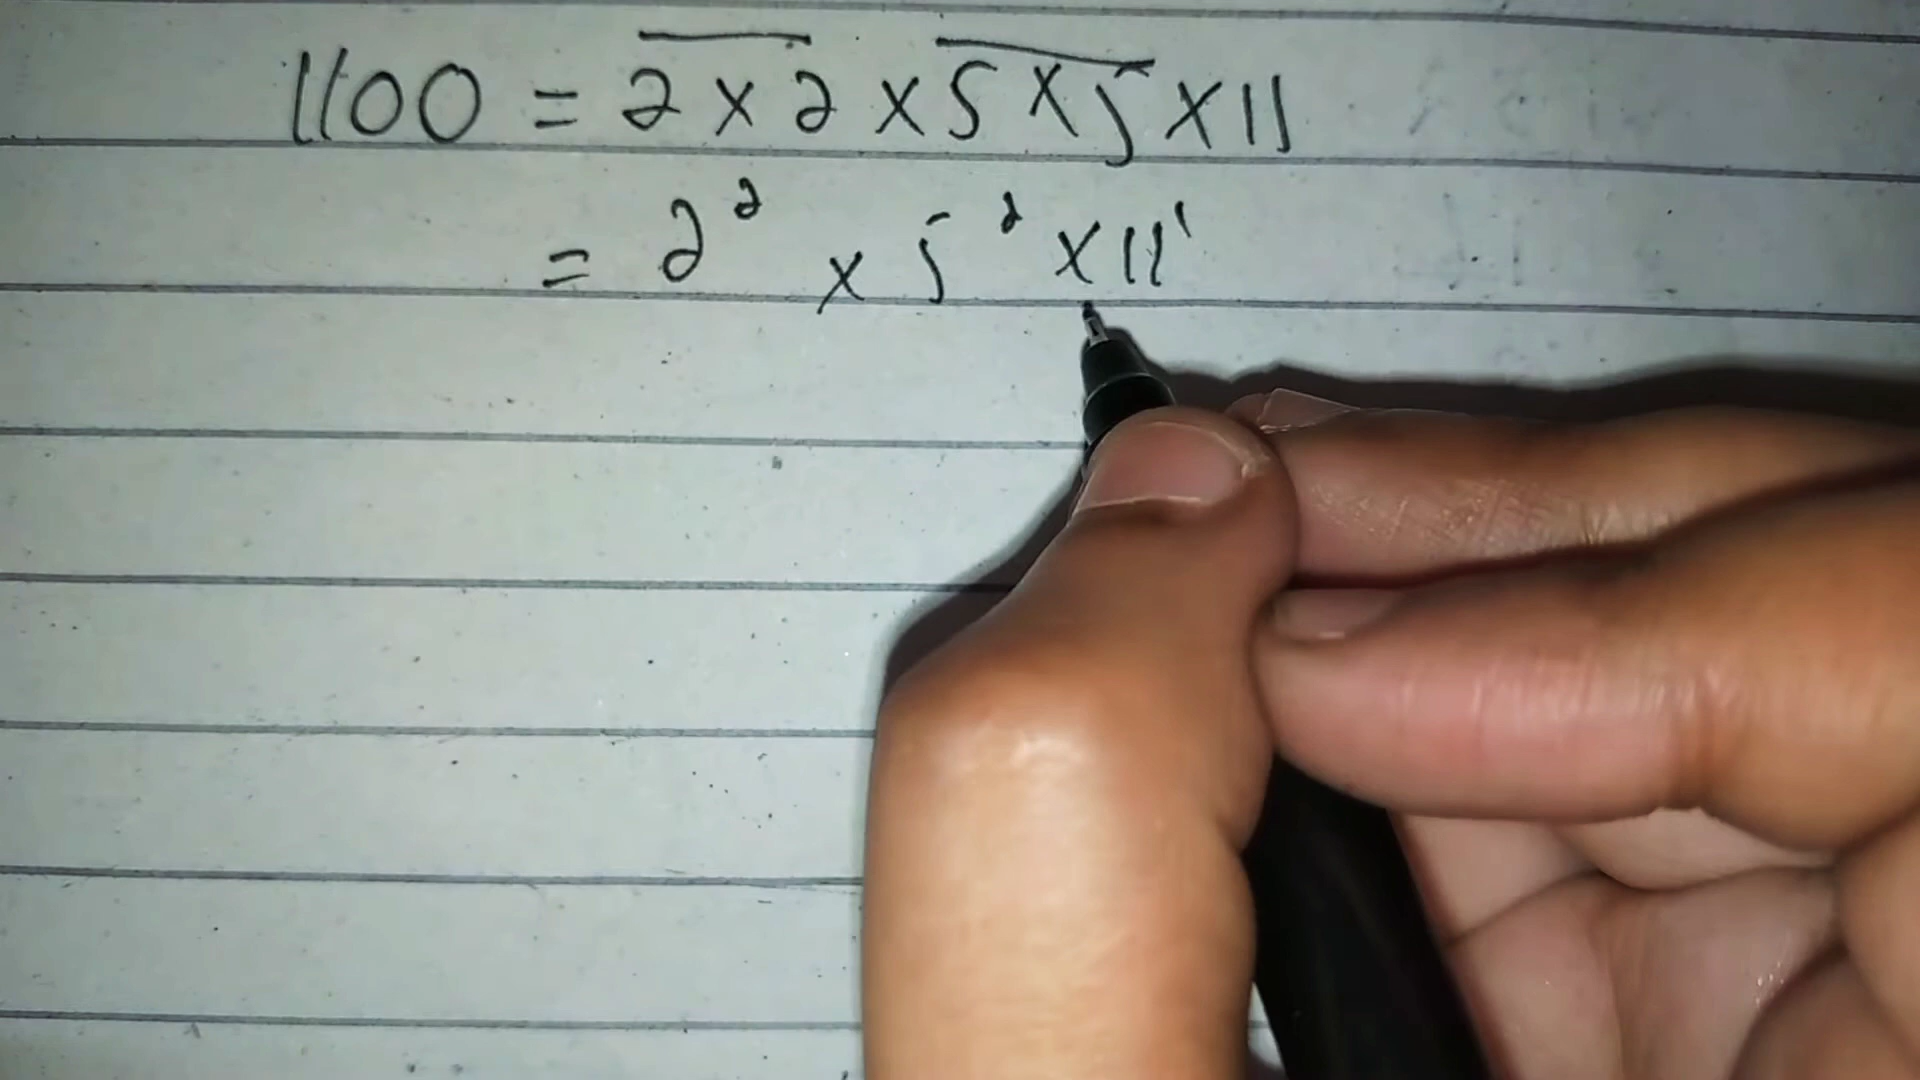 1100 = 2 x 2 x 5 x 5 x 11
= 2² x 5² x 11¹